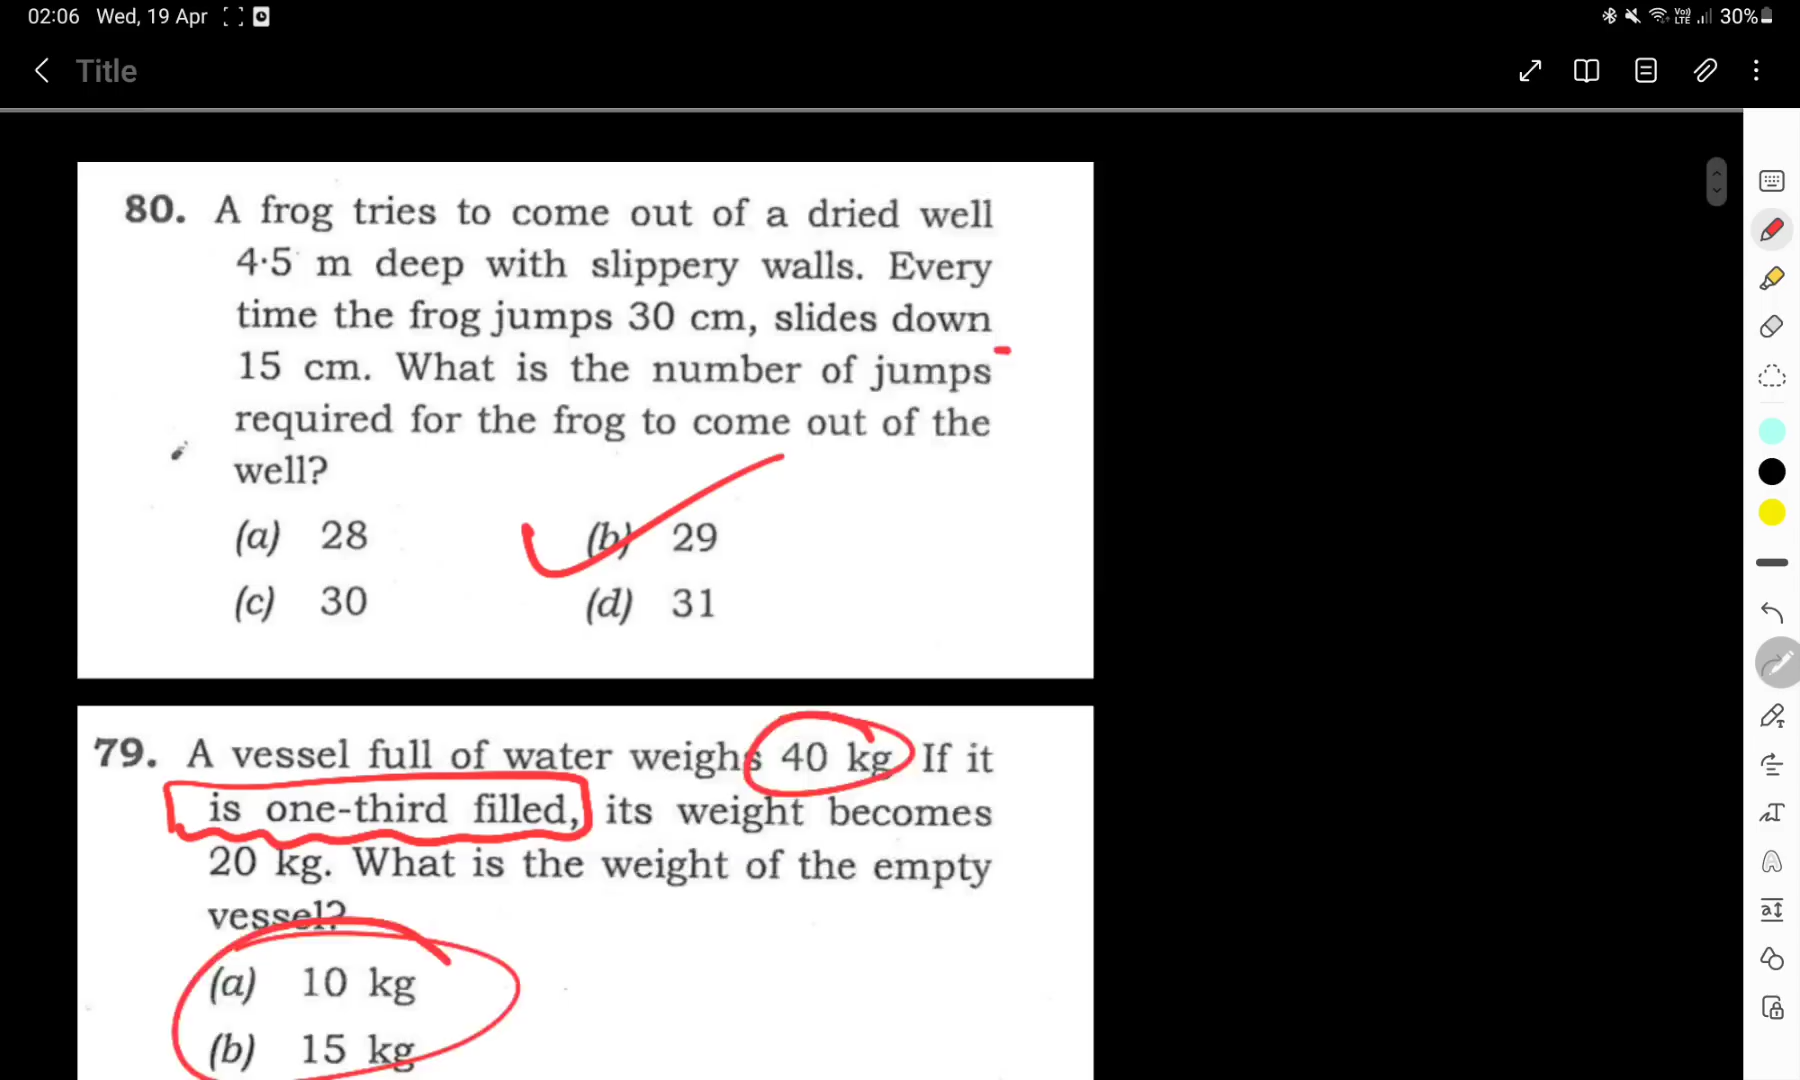 02:06 Wed, 19 Apr
Vo)) LTE 30%
Title
80. A frog tries to come out of a dried well
4·5 m deep with slippery walls. Every
time the frog jumps 30 cm, slides down
15 cm. What is the number of jumps
required for the frog to come out of the
well?
(a) 28 (b) 29
(c) 30 (d) 31
79. A vessel full of water weighs 40 kg. If it
is one-third filled, its weight becomes
20 kg. What is the weight of the empty
vessel?
(a) 10 kg
(b) 15 kg